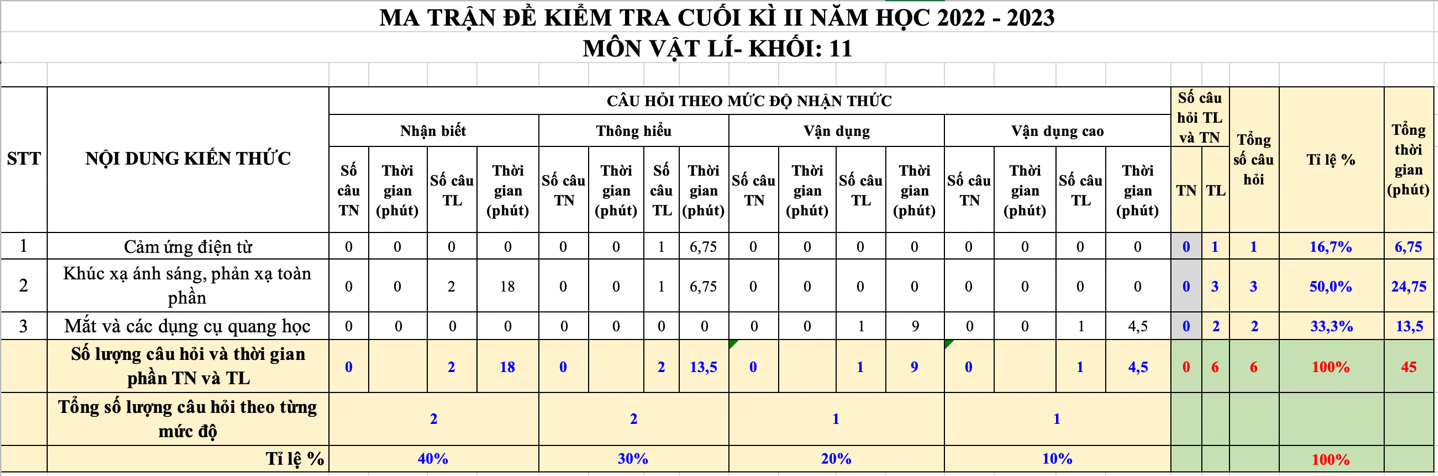 MA TRẬN ĐỀ KIỂM TRA CUỐI KÌ II NĂM HỌC 2022 - 2023
MÔN VẬT LÍ- KHỐI: 11
STT
NỘI DUNG KIẾN THỨC
CÂU HỎI THEO MỨC ĐỘ NHẬN THỨC
Số câu
hỏi TL
và TN
Tổng
số câu
hỏi
Tỉ lệ %
Tổng
thời
gian
(phút)
Nhận biết
Thông hiểu
Vận dụng
Vận dụng cao
Số
câu
TN
Thời
gian
(phút)
Số câu
TL
Thời
gian
(phút)
Số câu
TN
Thời
gian
(phút)
Số
câu
TL
Thời
gian
(phút)
Số câu
TN
Thời
gian
(phút)
Số câu
TL
Thời
gian
(phút)
Số câu
TN
Thời
gian
(phút)
Số câu
TL
Thời
gian
(phút)
TN
TL
1 Cảm ứng điện từ 0 0 0 0 0 0 1 6,75 0 0 0 0 0 0 0 0 0 1 1 16,7% 6,75
2
Khúc xạ ánh sáng, phản xạ toàn
phần
0 0 2 18 0 0 1 6,75 0 0 0 0 0 0 0 0 0 3 3 50,0% 24,75
3 Mắt và các dụng cụ quang học 0 0 0 0 0 0 0 0 0 0 1 9 0 0 1 4,5 0 2 2 33,3% 13,5
Số lượng câu hỏi và thời gian
phần TN và TL
0 2 18 0 2 13,5 0 1 9 0 1 4,5 0 6 6 100% 45
Tổng số lượng câu hỏi theo từng
mức độ
2 2 1 1
Tỉ lệ % 40% 30% 20% 10% 100%